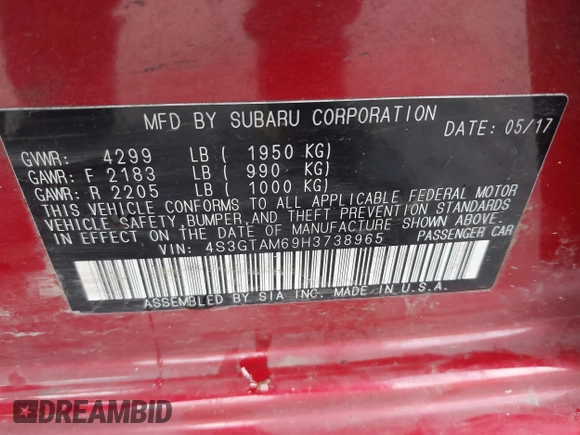 MFD BY SUBARU CORPORATION
DATE: 05/17
GVWR: 4299 LB ( 1950 KG)
GAWR: F 2183 LB ( 990 KG)
GAWR: R 2205 LB ( 1000 KG)
THIS VEHICLE CONFORMS TO ALL APPLICABLE FEDERAL MOTOR
VEHICLE SAFETY, BUMPER, AND THEFT PREVENTION STANDARDS
IN EFFECT ON THE DATE OF MANUFACTURE SHOWN ABOVE.
VIN: 4S3GTAM69H3738965 PASSENGER CAR
ASSEMBLED BY SIA INC. MADE IN U.S.A.
DREAMBID